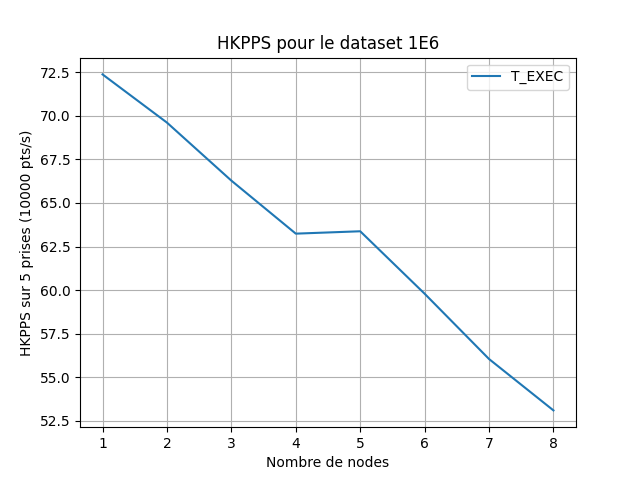 HKPPS pour le dataset 1E6
T_EXEC
HKPPS sur 5 prises (10000 pts/s)
72.5
70.0
67.5
65.0
62.5
60.0
57.5
55.0
52.5
1 2 3 4 5 6 7 8
Nombre de nodes